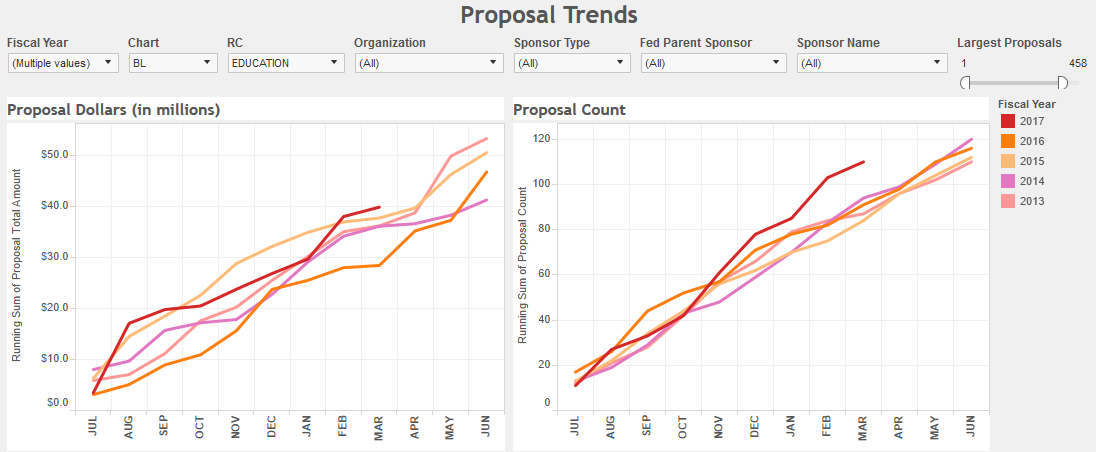 Proposal Trends
Fiscal Year Chart RC Organization Sponsor Type Fed Parent Sponsor Sponsor Name Largest Proposals
(Multiple values) BL EDUCATION (All) (All) (All) (All) 1 458
Proposal Dollars (in millions)
Running Sum of Proposal Total Amount
$50.0
$40.0
$30.0
$20.0
$10.0
$0.0
JUL AUG SEP OCT NOV DEC JAN FEB MAR APR MAY JUN
Proposal Count
Running Sum of Proposal Count
120
100
80
60
40
20
0
JUL AUG SEP OCT NOV DEC JAN FEB MAR APR MAY JUN
Fiscal Year
2017
2016
2015
2014
2013